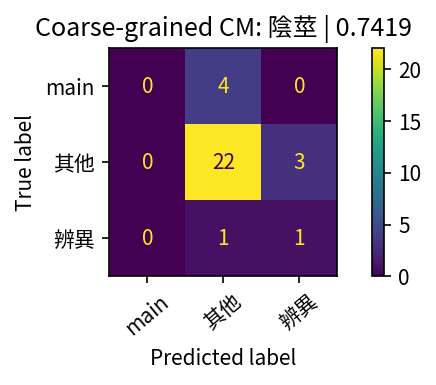 Coarse-grained CM: 陰莖 | 0.7419
True label
main
其他
辨異
0 4 0
0 22 3
0 1 1
main 其他 辨異
Predicted label
20
15
10
5
0